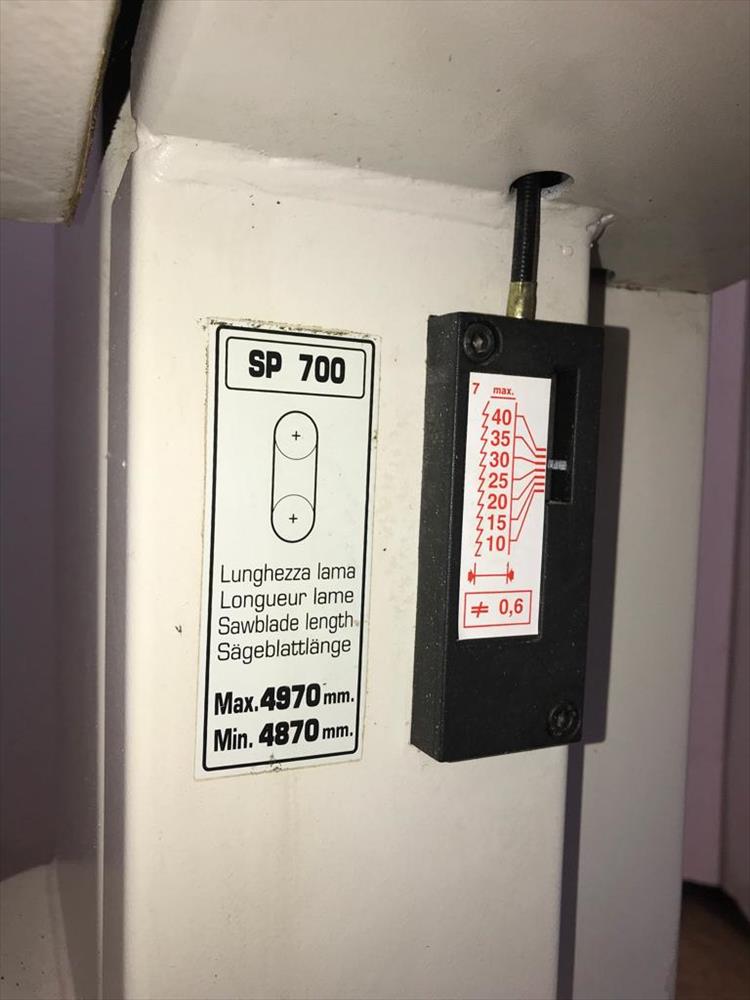 SP 700
Lunghezza lama
Longueur lame
Sawblade length
Sägeblattlänge
Max. 4970 mm.
Min. 4870 mm.
7 max.
40
35
30
25
20
15
10
≠ 0,6